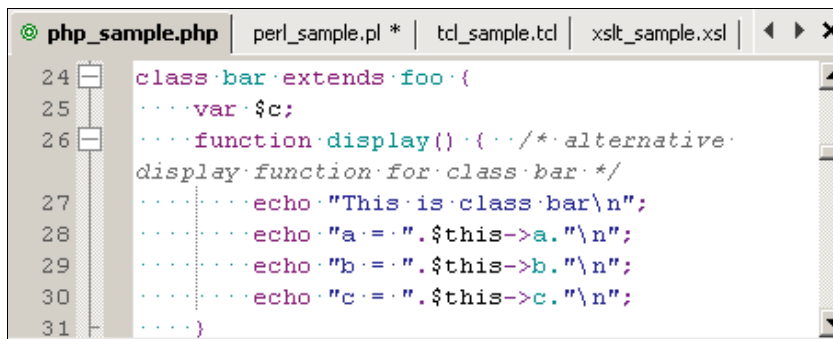 php_sample.php perl_sample.pl * tcl_sample.tcl xslt_sample.xsl
24 class·bar·extends·foo·{
25 ····var·$c;
26 ····function·display()·{··/*·alternative·
display·function·for·class·bar·*/
27 ········echo·"This·is·class·bar\n";
28 ········echo·"a·=·".$this->a."\n";
29 ········echo·"b·=·".$this->b."\n";
30 ········echo·"c·=·".$this->c."\n";
31 ····}